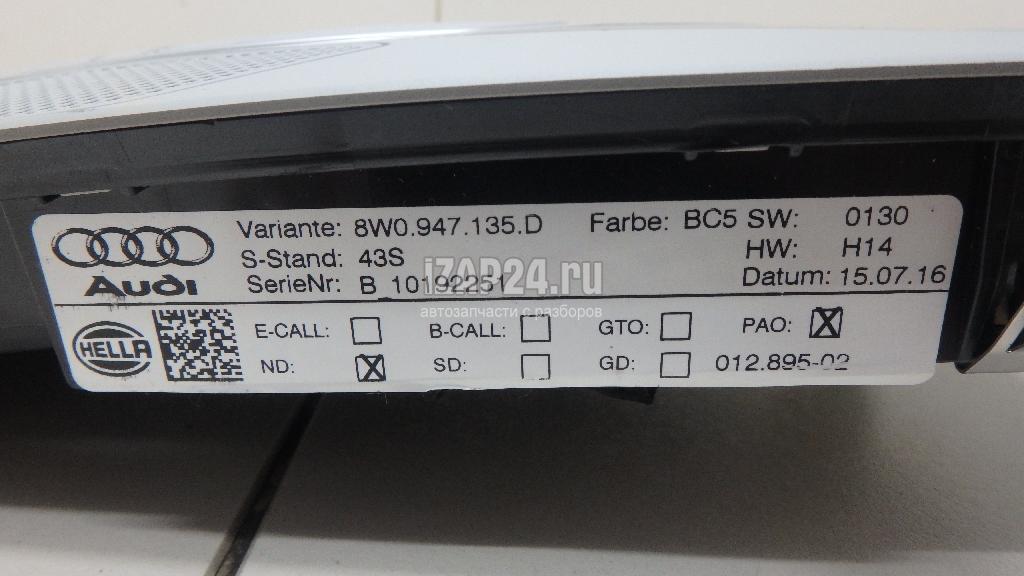 Variante: 8W0.947.135.D Farbe: BC5 SW: 0130
S-Stand: 43S HW: H14
SerieNr: B 10192251 Datum: 15.07.16
Audi
iZAP24.ru
автозапчасти с разборов
E-CALL: B-CALL: GTO: PAO: X
HELLA
ND: X SD: GD: 012.895-02